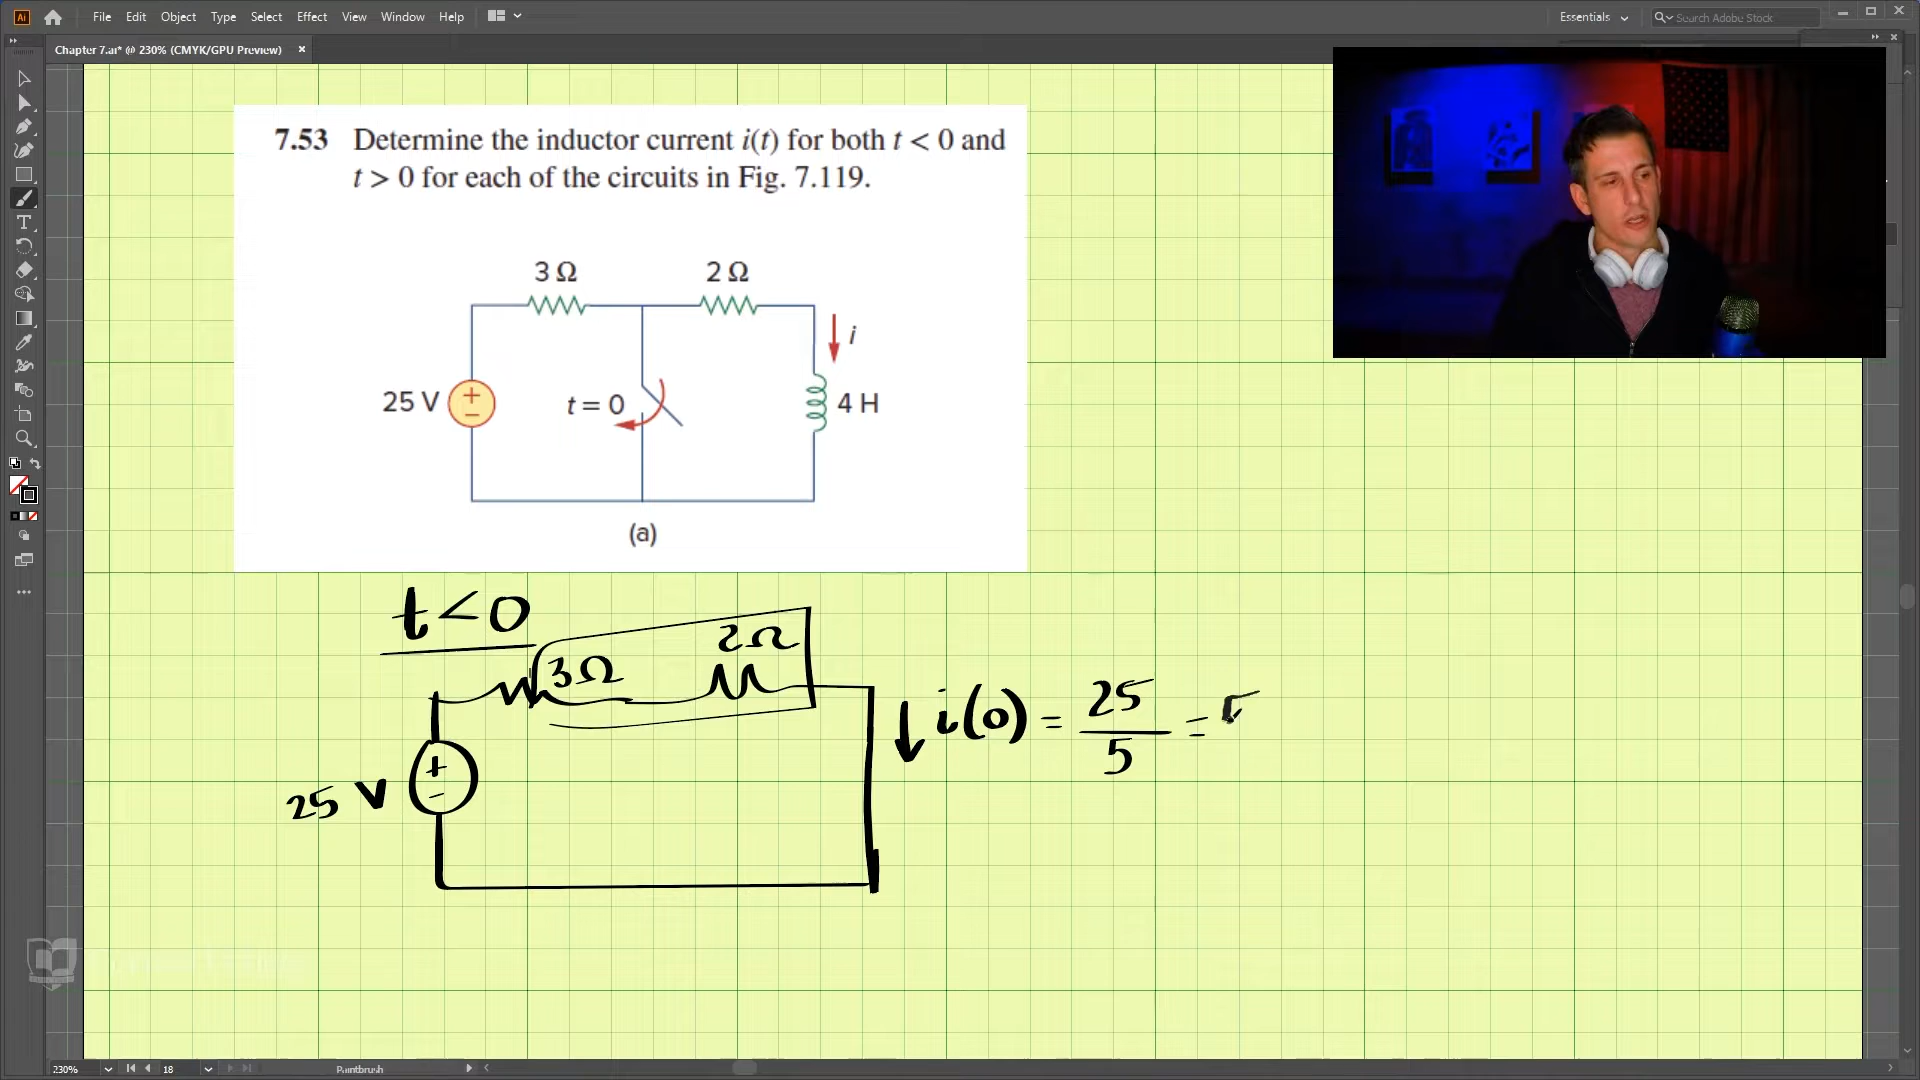 File Edit Object Type Select Effect View Window Help
Essentials
Search Adobe Stock
Ai
Chapter 7.ai* @ 230% (CMYK/GPU Preview) ×
7.53 Determine the inductor current i(t) for both t < 0 and
t > 0 for each of the circuits in Fig. 7.119.
3 Ω 2 Ω
i
25 V + − t = 0 4 H
(a)
t<0
2Ω
3Ω
i(0) = 25/5 =
25 V + −
230% 18 Paintbrush